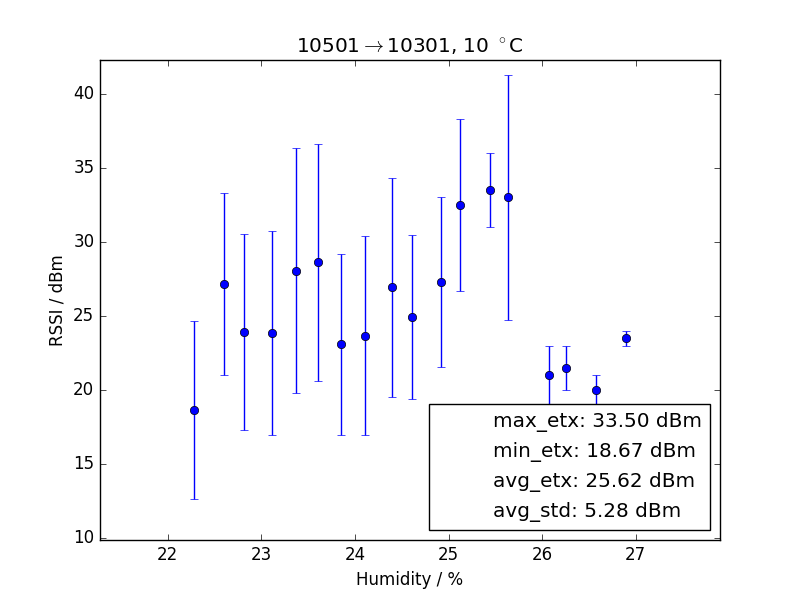 10501→10301, 10 °C
40
35
30
25
20
15
10
RSSI / dBm
max_etx: 33.50 dBm
min_etx: 18.67 dBm
avg_etx: 25.62 dBm
avg_std: 5.28 dBm
22 23 24 25 26 27
Humidity / %